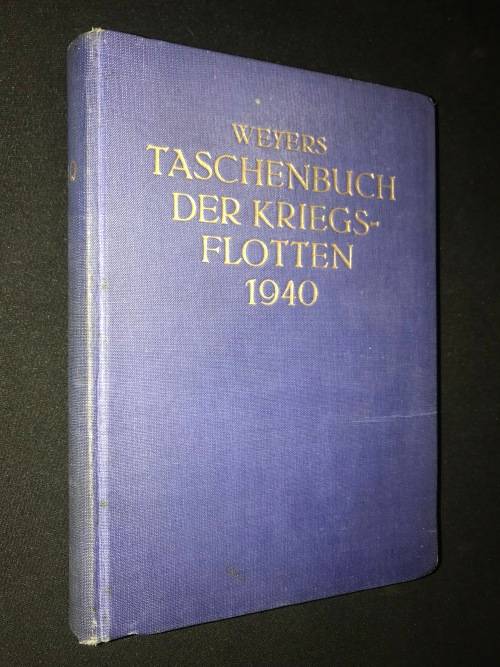 WEYERS
TASCHENBUCH
DER KRIEGS-
FLOTTEN
1940